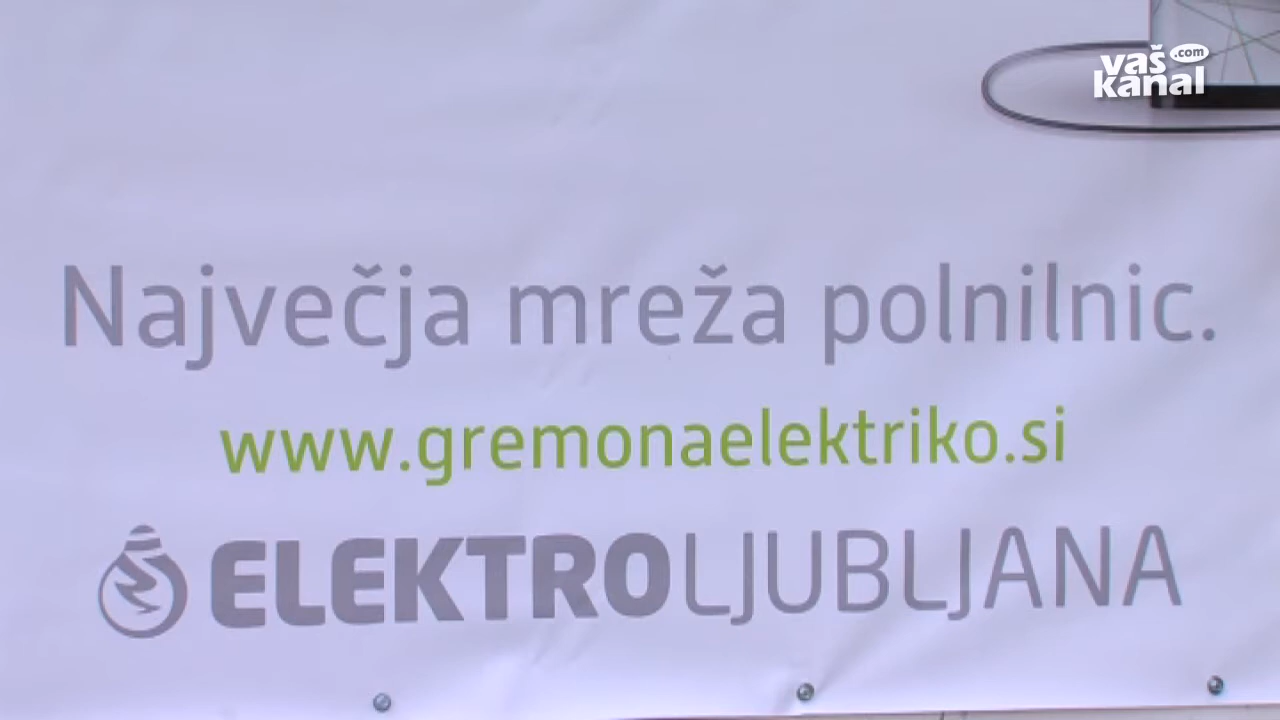 vaš .com
kanal
Največja mreža polnilnic.
www.gremonaelektriko.si
ELEKTROLJUBLJANA